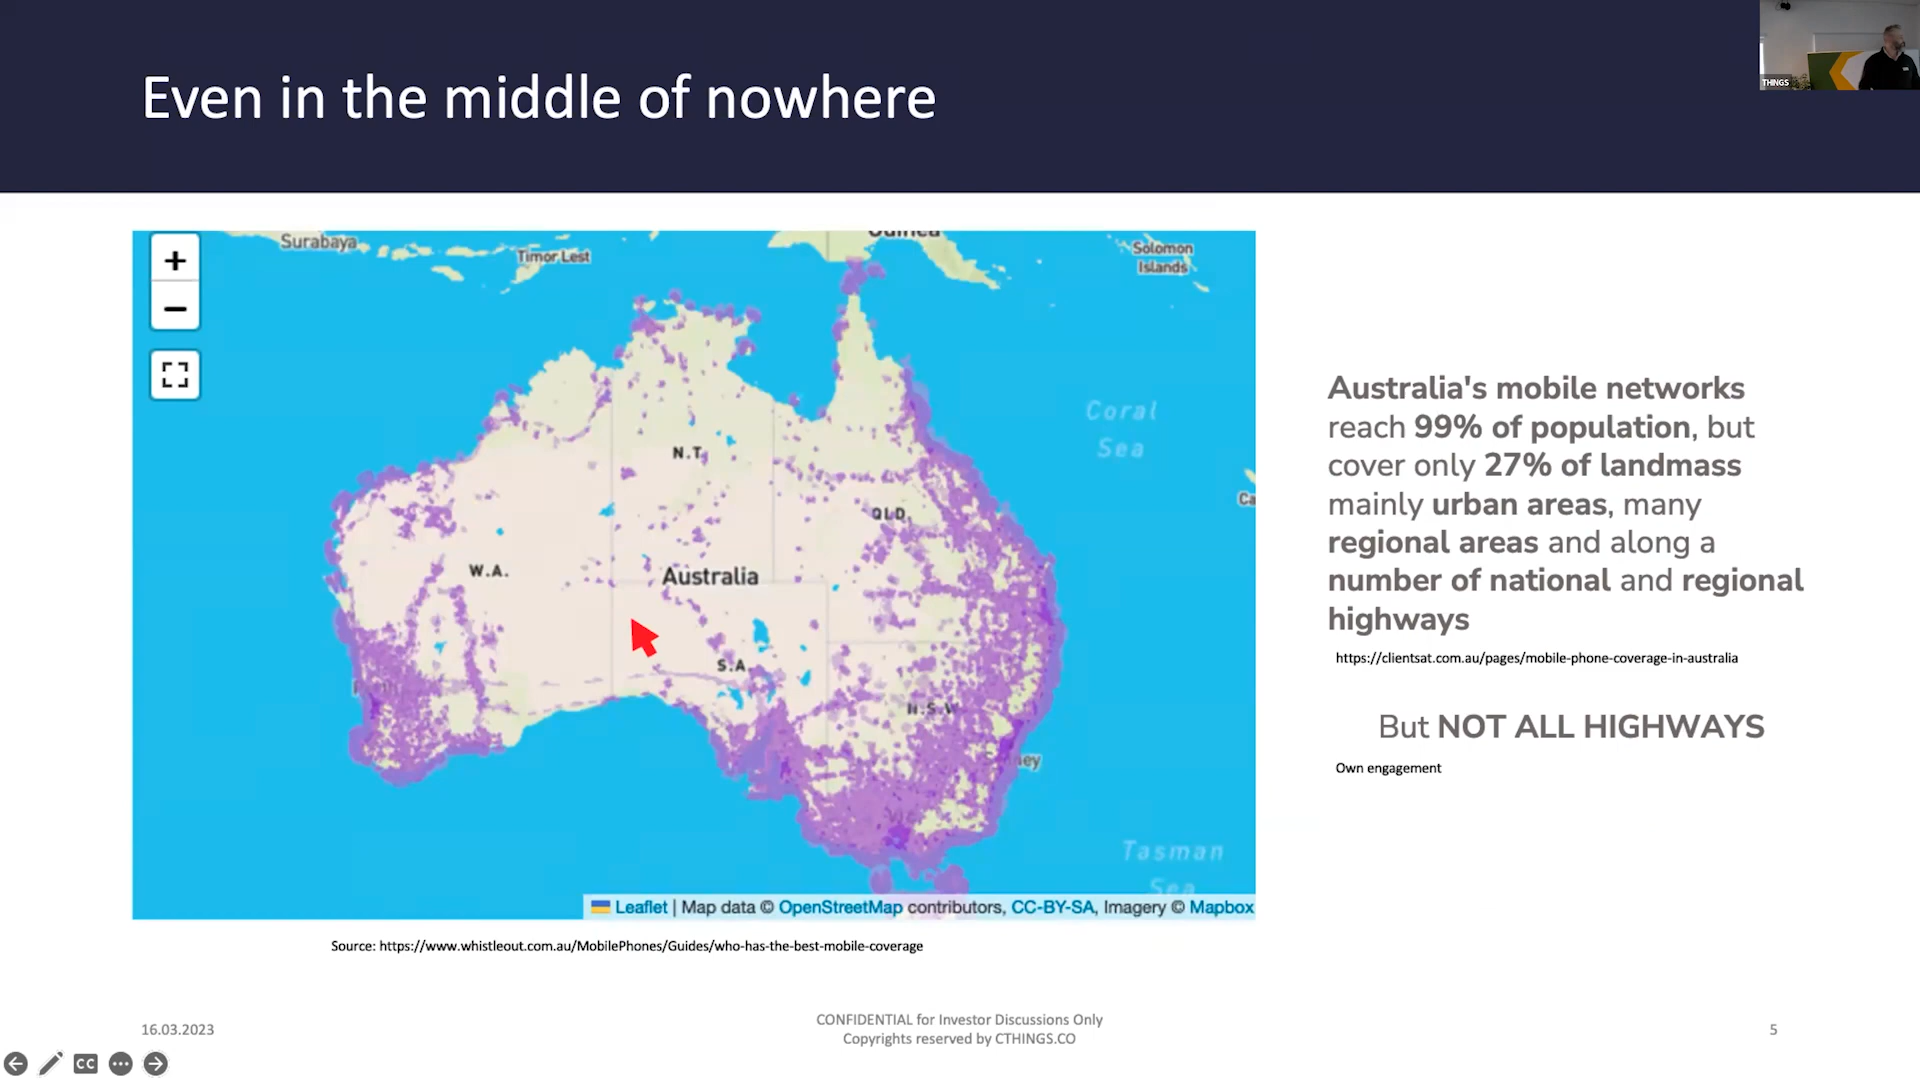 Even in the middle of nowhere
THINGS
+
−
Surabaya
Timor Lest
Guinea
Solomon
Islands
Coral
Sea
N.T.
QLD.
W.A.
Australia
S.A
N.S.W
Tasman
Sea
Leaflet | Map data © OpenStreetMap contributors, CC-BY-SA, Imagery © Mapbox
Source: https://www.whistleout.com.au/MobilePhones/Guides/who-has-the-best-mobile-coverage
Australia's mobile networks
reach 99% of population, but
cover only 27% of landmass
mainly urban areas, many
regional areas and along a
number of national and regional
highways
https://clientsat.com.au/pages/mobile-phone-coverage-in-australia
But NOT ALL HIGHWAYS
Own engagement
16.03.2023
CONFIDENTIAL for Investor Discussions Only
Copyrights reserved by CTHINGS.CO
5
CC